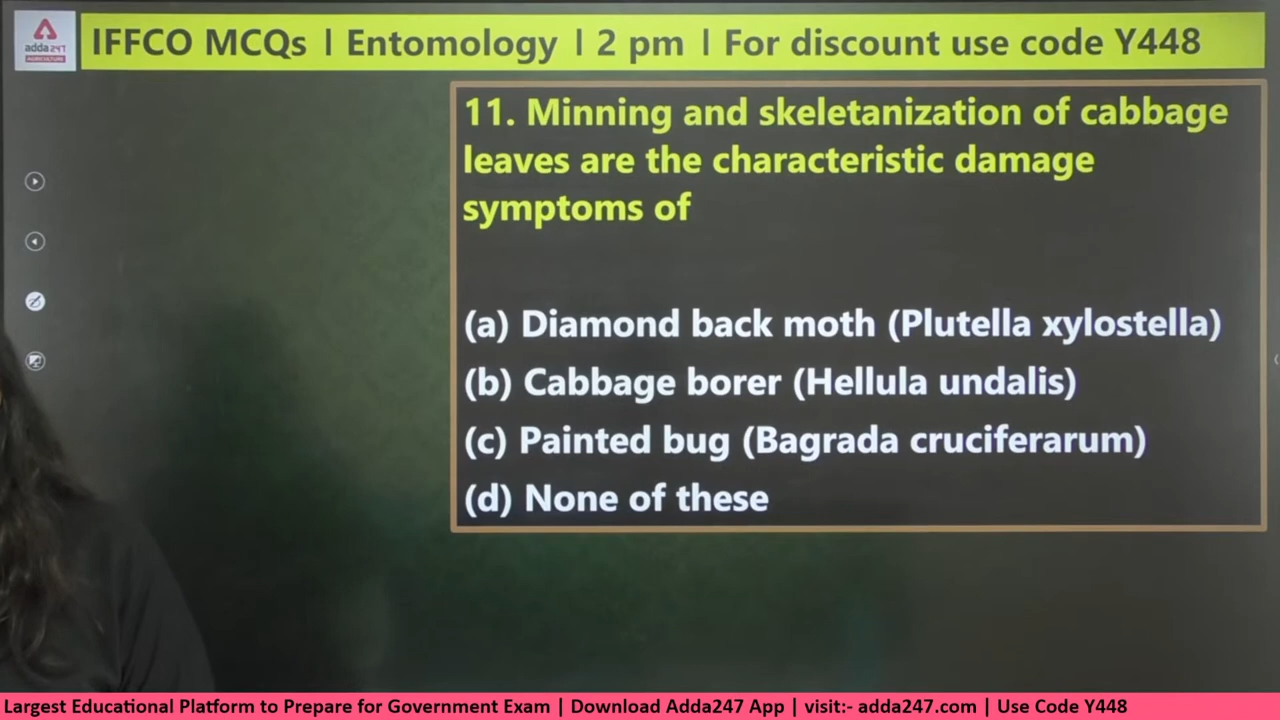 adda247
AGRICULTURE
IFFCO MCQs l Entomology l 2 pm l For discount use code Y448
11. Minning and skeletanization of cabbage
leaves are the characteristic damage
symptoms of
(a) Diamond back moth (Plutella xylostella)
(b) Cabbage borer (Hellula undalis)
(c) Painted bug (Bagrada cruciferarum)
(d) None of these
Largest Educational Platform to Prepare for Government Exam | Download Adda247 App | visit:- adda247.com | Use Code Y448